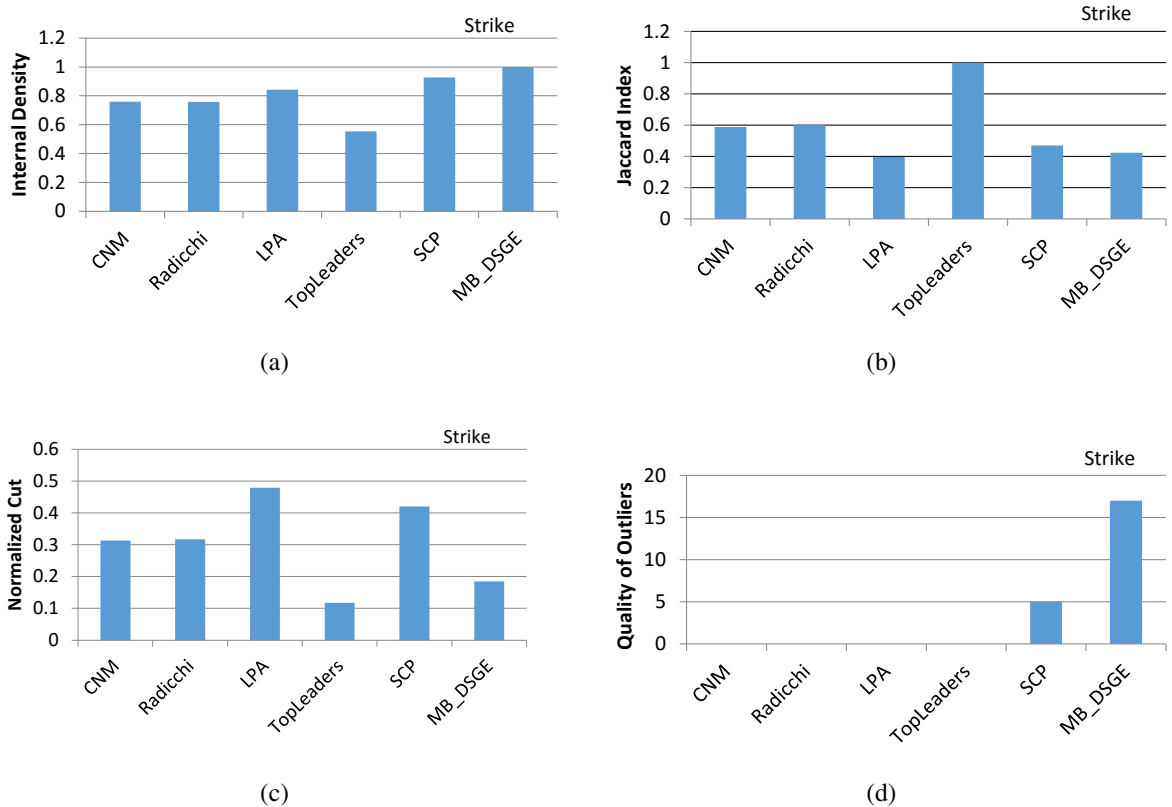 Strike
Internal Density
1.2
1
0.8
0.6
0.4
0.2
0
CNM
Radicchi
LPA
TopLeaders
SCP
MB_DSGE
(a)
Strike
Jaccard Index
1.2
1
0.8
0.6
0.4
0.2
0
CNM
Radicchi
LPA
TopLeaders
SCP
MB_DSGE
(b)
Strike
Normalized Cut
0.6
0.5
0.4
0.3
0.2
0.1
0
CNM
Radicchi
LPA
TopLeaders
SCP
MB_DSGE
(c)
Strike
Quality of Outliers
20
15
10
5
0
CNM
Radicchi
LPA
TopLeaders
SCP
MB_DSGE
(d)